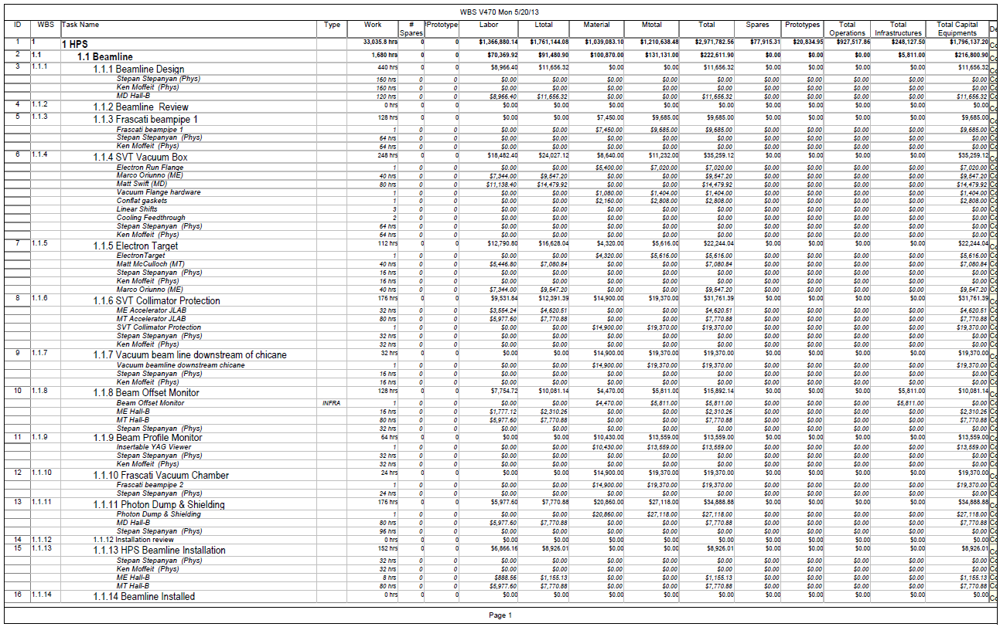 WBS V470 Mon 5/20/13
ID WBS Task Name Type Work # Spares Prototype Labor Ltotal Material Mtotal Total Spares Prototypes Total Operations Total Infrastructures Total Capital Equipments De
1 1 1 HPS 33,035.8 hrs 0 0 $1,366,880.14 $1,761,144.08 $1,039,083.10 $1,210,638.48 $2,971,782.56 $77,915.31 $20,834.95 $927,517.86 $248,127.50 $1,796,137.20 Co
2 1.1 1.1 Beamline 1,680 hrs 0 0 $70,369.92 $91,480.90 $100,870.00 $131,131.00 $222,611.90 $0.00 $0.00 $0.00 $5,811.00 $216,800.90 Co
3 1.1.1 1.1.1 Beamline Design 440 hrs 0 0 $8,966.40 $11,656.32 $0.00 $0.00 $11,656.32 $0.00 $0.00 $0.00 $0.00 $11,656.32 Co
Stepan Stepanyan (Phys) 160 hrs 0 0 $0.00 $0.00 $0.00 $0.00 $0.00 $0.00 $0.00 $0.00 $0.00 $0.00 Co
Ken Moffeit (Phys) 160 hrs 0 0 $0.00 $0.00 $0.00 $0.00 $0.00 $0.00 $0.00 $0.00 $0.00 $0.00 Co
MD Hall-B 120 hrs 0 0 $8,966.40 $11,656.32 $0.00 $0.00 $11,656.32 $0.00 $0.00 $0.00 $0.00 $11,656.32 Co
4 1.1.2 1.1.2 Beamline Review 0 hrs 0 0 $0.00 $0.00 $0.00 $0.00 $0.00 $0.00 $0.00 $0.00 $0.00 $0.00 Co
5 1.1.3 1.1.3 Frascati beampipe 1 128 hrs 0 0 $0.00 $0.00 $7,450.00 $9,685.00 $9,685.00 $0.00 $0.00 $0.00 $0.00 $9,685.00 Co
Frascati beampipe 1 1 0 0 $0.00 $0.00 $7,450.00 $9,685.00 $9,685.00 $0.00 $0.00 $0.00 $0.00 $9,685.00 Co
Stepan Stepanyan (Phys) 64 hrs 0 0 $0.00 $0.00 $0.00 $0.00 $0.00 $0.00 $0.00 $0.00 $0.00 $0.00 Co
Ken Moffeit (Phys) 64 hrs 0 0 $0.00 $0.00 $0.00 $0.00 $0.00 $0.00 $0.00 $0.00 $0.00 $0.00 Co
6 1.1.4 1.1.4 SVT Vacuum Box 248 hrs 0 0 $18,482.40 $24,027.12 $8,640.00 $11,232.00 $35,259.12 $0.00 $0.00 $0.00 $0.00 $35,259.12 Co
Electron Run Flange 1 0 0 $0.00 $0.00 $5,400.00 $7,020.00 $7,020.00 $0.00 $0.00 $0.00 $0.00 $7,020.00 Co
Marco Oriunno (ME) 40 hrs 0 0 $7,344.00 $9,547.20 $0.00 $0.00 $9,547.20 $0.00 $0.00 $0.00 $0.00 $9,547.20 Co
Matt Swift (MD) 80 hrs 0 0 $11,138.40 $14,479.92 $0.00 $0.00 $14,479.92 $0.00 $0.00 $0.00 $0.00 $14,479.92 Co
Vacuum Flange hardware 1 0 0 $0.00 $0.00 $1,080.00 $1,404.00 $1,404.00 $0.00 $0.00 $0.00 $0.00 $1,404.00 Co
Conflat gaskets 1 0 0 $0.00 $0.00 $2,160.00 $2,808.00 $2,808.00 $0.00 $0.00 $0.00 $0.00 $2,808.00 Co
Linear Shifts 3 0 0 $0.00 $0.00 $0.00 $0.00 $0.00 $0.00 $0.00 $0.00 $0.00 $0.00 Co
Cooling Feedthrough 2 0 0 $0.00 $0.00 $0.00 $0.00 $0.00 $0.00 $0.00 $0.00 $0.00 $0.00 Co
Stepan Stepanyan (Phys) 64 hrs 0 0 $0.00 $0.00 $0.00 $0.00 $0.00 $0.00 $0.00 $0.00 $0.00 $0.00 Co
Ken Moffeit (Phys) 64 hrs 0 0 $0.00 $0.00 $0.00 $0.00 $0.00 $0.00 $0.00 $0.00 $0.00 $0.00 Co
7 1.1.5 1.1.5 Electron Target 112 hrs 0 0 $12,790.80 $16,628.04 $4,320.00 $5,616.00 $22,244.04 $0.00 $0.00 $0.00 $0.00 $22,244.04 Co
ElectronTarget 1 0 0 $0.00 $0.00 $4,320.00 $5,616.00 $5,616.00 $0.00 $0.00 $0.00 $0.00 $5,616.00 Co
Matt McCulloch (MT) 40 hrs 0 0 $5,446.80 $7,080.84 $0.00 $0.00 $7,080.84 $0.00 $0.00 $0.00 $0.00 $7,080.84 Co
Stepan Stepanyan (Phys) 16 hrs 0 0 $0.00 $0.00 $0.00 $0.00 $0.00 $0.00 $0.00 $0.00 $0.00 $0.00 Co
Ken Moffeit (Phys) 16 hrs 0 0 $0.00 $0.00 $0.00 $0.00 $0.00 $0.00 $0.00 $0.00 $0.00 $0.00 Co
Marco Oriunno (ME) 40 hrs 0 0 $7,344.00 $9,547.20 $0.00 $0.00 $9,547.20 $0.00 $0.00 $0.00 $0.00 $9,547.20 Co
8 1.1.6 1.1.6 SVT Collimator Protection 176 hrs 0 0 $9,531.84 $12,391.39 $14,900.00 $19,370.00 $31,761.39 $0.00 $0.00 $0.00 $0.00 $31,761.39 Co
ME Accelerator JLAB 32 hrs 0 0 $3,554.24 $4,620.51 $0.00 $0.00 $4,620.51 $0.00 $0.00 $0.00 $0.00 $4,620.51 Co
MT Accelerator JLAB 80 hrs 0 0 $5,977.60 $7,770.88 $0.00 $0.00 $7,770.88 $0.00 $0.00 $0.00 $0.00 $7,770.88 Co
SVT Collimator Protection 1 0 0 $0.00 $0.00 $14,900.00 $19,370.00 $19,370.00 $0.00 $0.00 $0.00 $0.00 $19,370.00 Co
Stepan Stepanyan (Phys) 32 hrs 0 0 $0.00 $0.00 $0.00 $0.00 $0.00 $0.00 $0.00 $0.00 $0.00 $0.00 Co
Ken Moffeit (Phys) 32 hrs 0 0 $0.00 $0.00 $0.00 $0.00 $0.00 $0.00 $0.00 $0.00 $0.00 $0.00 Co
9 1.1.7 1.1.7 Vacuum beam line downstream of chicane 32 hrs 0 0 $0.00 $0.00 $14,900.00 $19,370.00 $19,370.00 $0.00 $0.00 $0.00 $0.00 $19,370.00 Co
Vacuum beamline downstream chicane 1 0 0 $0.00 $0.00 $14,900.00 $19,370.00 $19,370.00 $0.00 $0.00 $0.00 $0.00 $19,370.00 Co
Stepan Stepanyan (Phys) 16 hrs 0 0 $0.00 $0.00 $0.00 $0.00 $0.00 $0.00 $0.00 $0.00 $0.00 $0.00 Co
Ken Moffeit (Phys) 16 hrs 0 0 $0.00 $0.00 $0.00 $0.00 $0.00 $0.00 $0.00 $0.00 $0.00 $0.00 Co
10 1.1.8 1.1.8 Beam Offset Monitor 128 hrs 0 0 $7,754.72 $10,081.14 $4,470.00 $5,811.00 $15,892.14 $0.00 $0.00 $0.00 $5,811.00 $10,081.14 Co
Beam Offset Monitor INFRA 1 0 0 $0.00 $0.00 $4,470.00 $5,811.00 $5,811.00 $0.00 $0.00 $0.00 $5,811.00 $0.00 Co
ME Hall-B 16 hrs 0 0 $1,777.12 $2,310.26 $0.00 $0.00 $2,310.26 $0.00 $0.00 $0.00 $0.00 $2,310.26 Co
MT Hall-B 80 hrs 0 0 $5,977.60 $7,770.88 $0.00 $0.00 $7,770.88 $0.00 $0.00 $0.00 $0.00 $7,770.88 Co
Stepan Stepanyan (Phys) 32 hrs 0 0 $0.00 $0.00 $0.00 $0.00 $0.00 $0.00 $0.00 $0.00 $0.00 $0.00 Co
11 1.1.9 1.1.9 Beam Profile Monitor 64 hrs 0 0 $0.00 $0.00 $10,430.00 $13,559.00 $13,559.00 $0.00 $0.00 $0.00 $0.00 $13,559.00 Co
Insertable YAG Viewer 1 0 0 $0.00 $0.00 $10,430.00 $13,559.00 $13,559.00 $0.00 $0.00 $0.00 $0.00 $13,559.00 Co
Stepan Stepanyan (Phys) 32 hrs 0 0 $0.00 $0.00 $0.00 $0.00 $0.00 $0.00 $0.00 $0.00 $0.00 $0.00 Co
Ken Moffeit (Phys) 32 hrs 0 0 $0.00 $0.00 $0.00 $0.00 $0.00 $0.00 $0.00 $0.00 $0.00 $0.00 Co
12 1.1.10 1.1.10 Frascati Vacuum Chamber 24 hrs 0 0 $0.00 $0.00 $14,900.00 $19,370.00 $19,370.00 $0.00 $0.00 $0.00 $0.00 $19,370.00 Co
Frascati beampipe 2 1 0 0 $0.00 $0.00 $14,900.00 $19,370.00 $19,370.00 $0.00 $0.00 $0.00 $0.00 $19,370.00 Co
Stepan Stepanyan (Phys) 24 hrs 0 0 $0.00 $0.00 $0.00 $0.00 $0.00 $0.00 $0.00 $0.00 $0.00 $0.00 Co
13 1.1.11 1.1.11 Photon Dump & Shielding 176 hrs 0 0 $5,977.60 $7,770.88 $20,860.00 $27,118.00 $34,888.88 $0.00 $0.00 $0.00 $0.00 $34,888.88 Co
Photon Dump & Shielding 1 0 0 $0.00 $0.00 $20,860.00 $27,118.00 $27,118.00 $0.00 $0.00 $0.00 $0.00 $27,118.00 Co
MD Hall-B 80 hrs 0 0 $5,977.60 $7,770.88 $0.00 $0.00 $7,770.88 $0.00 $0.00 $0.00 $0.00 $7,770.88 Co
Stepan Stepanyan (Phys) 96 hrs 0 0 $0.00 $0.00 $0.00 $0.00 $0.00 $0.00 $0.00 $0.00 $0.00 $0.00 Co
14 1.1.12 1.1.12 Installation review 0 hrs 0 0 $0.00 $0.00 $0.00 $0.00 $0.00 $0.00 $0.00 $0.00 $0.00 $0.00 Co
15 1.1.13 1.1.13 HPS Beamline Installation 152 hrs 0 0 $6,866.16 $8,926.01 $0.00 $0.00 $8,926.01 $0.00 $0.00 $0.00 $0.00 $8,926.01 Co
Stepan Stepanyan (Phys) 32 hrs 0 0 $0.00 $0.00 $0.00 $0.00 $0.00 $0.00 $0.00 $0.00 $0.00 $0.00 Co
Ken Moffeit (Phys) 32 hrs 0 0 $0.00 $0.00 $0.00 $0.00 $0.00 $0.00 $0.00 $0.00 $0.00 $0.00 Co
ME Hall-B 8 hrs 0 0 $888.56 $1,155.13 $0.00 $0.00 $1,155.13 $0.00 $0.00 $0.00 $0.00 $1,155.13 Co
MT Hall-B 80 hrs 0 0 $5,977.60 $7,770.88 $0.00 $0.00 $7,770.88 $0.00 $0.00 $0.00 $0.00 $7,770.88 Co
16 1.1.14 1.1.14 Beamline Installed 0 hrs 0 0 $0.00 $0.00 $0.00 $0.00 $0.00 $0.00 $0.00 $0.00 $0.00 $0.00 Co
Page 1